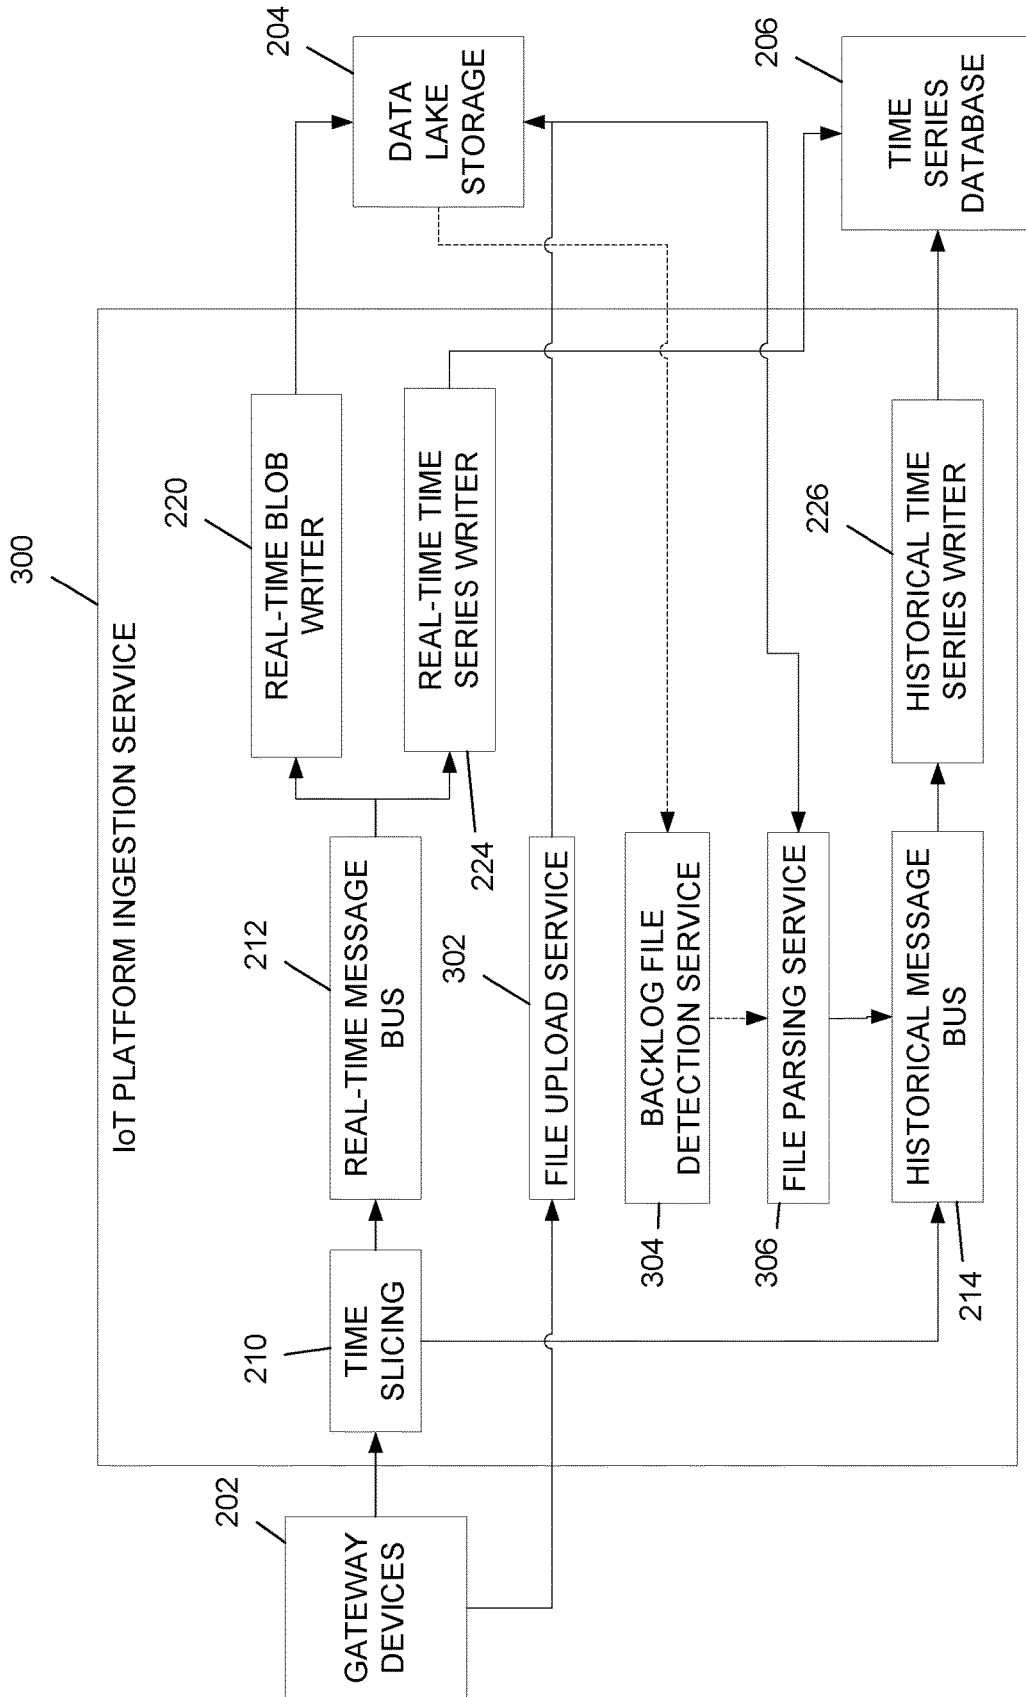 300
IoT PLATFORM INGESTION SERVICE
202
GATEWAY
DEVICES
210
TIME
SLICING
212
REAL-TIME MESSAGE
BUS
220
REAL-TIME BLOB
WRITER
224
REAL-TIME TIME
SERIES WRITER
204
DATA
LAKE
STORAGE
302
FILE UPLOAD SERVICE
304
BACKLOG FILE
DETECTION SERVICE
306
FILE PARSING SERVICE
214
HISTORICAL MESSAGE
BUS
226
HISTORICAL TIME
SERIES WRITER
206
TIME
SERIES
DATABASE